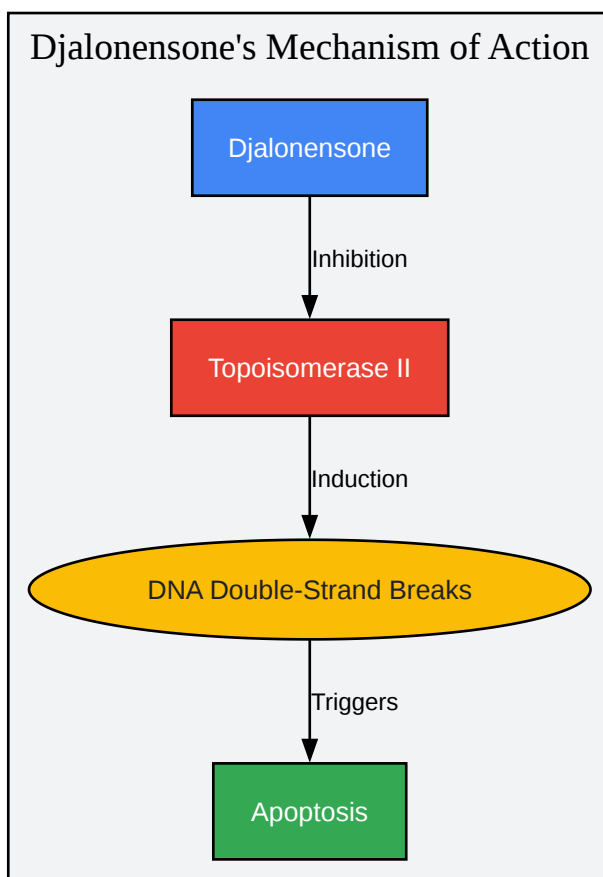 Djalonensone's Mechanism of Action
Djalonensone
Inhibition
Topoisomerase II
Induction
DNA Double-Strand Breaks
Triggers
Apoptosis